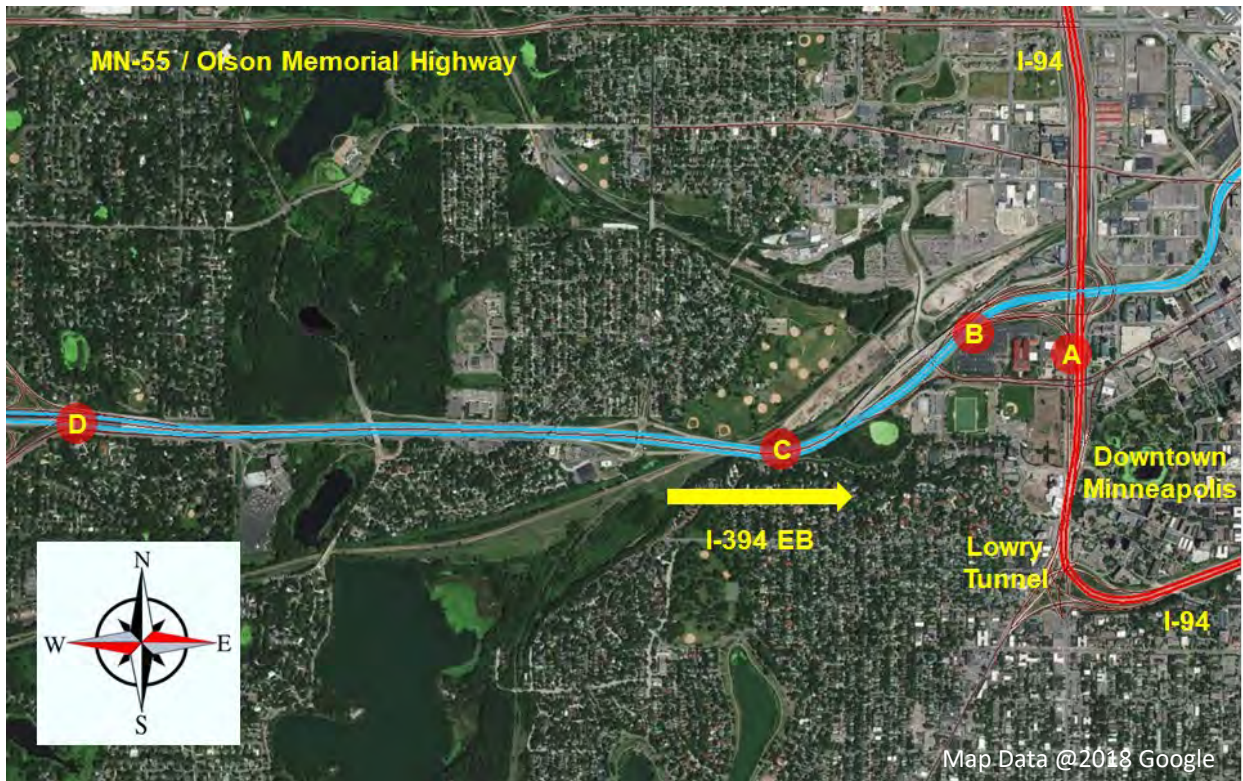 MN-55 / Olson Memorial Highway
I-94
B
A
D
C
Downtown
Minneapolis
I-394 EB
Lowry
Tunnel
N
W
E
S
I-94
Map Data @2018 Google